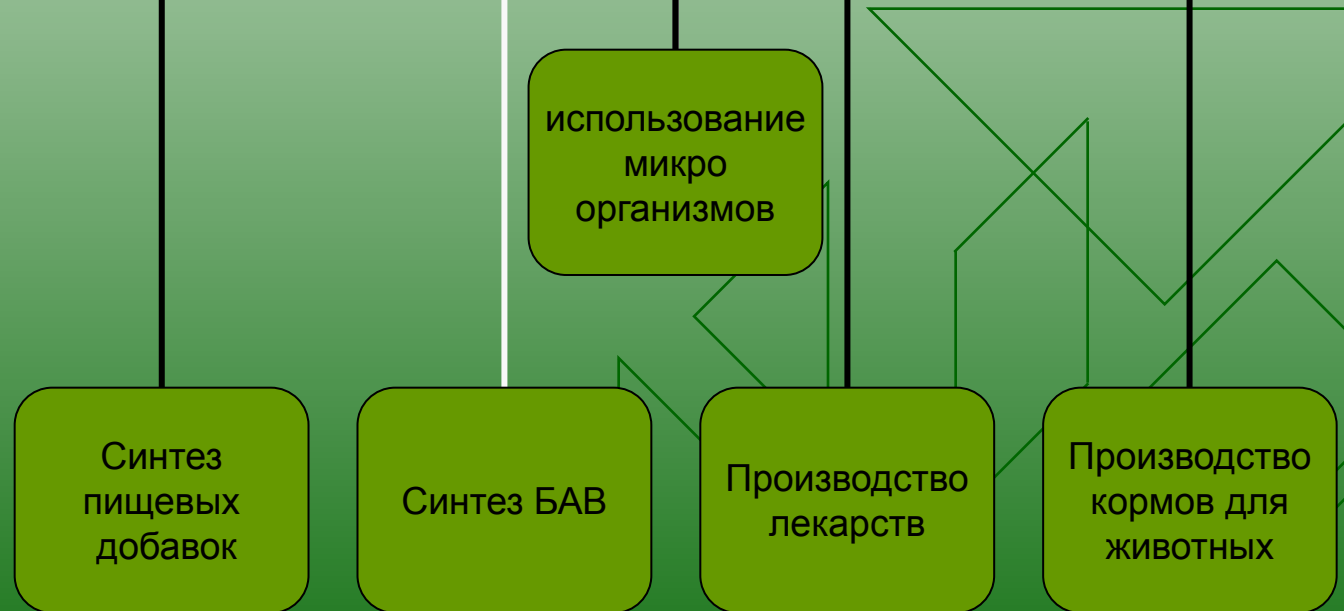 использование
микро
организмов
Синтез
пищевых
добавок
Синтез БАВ
Производство
лекарств
Производство
кормов для
животных